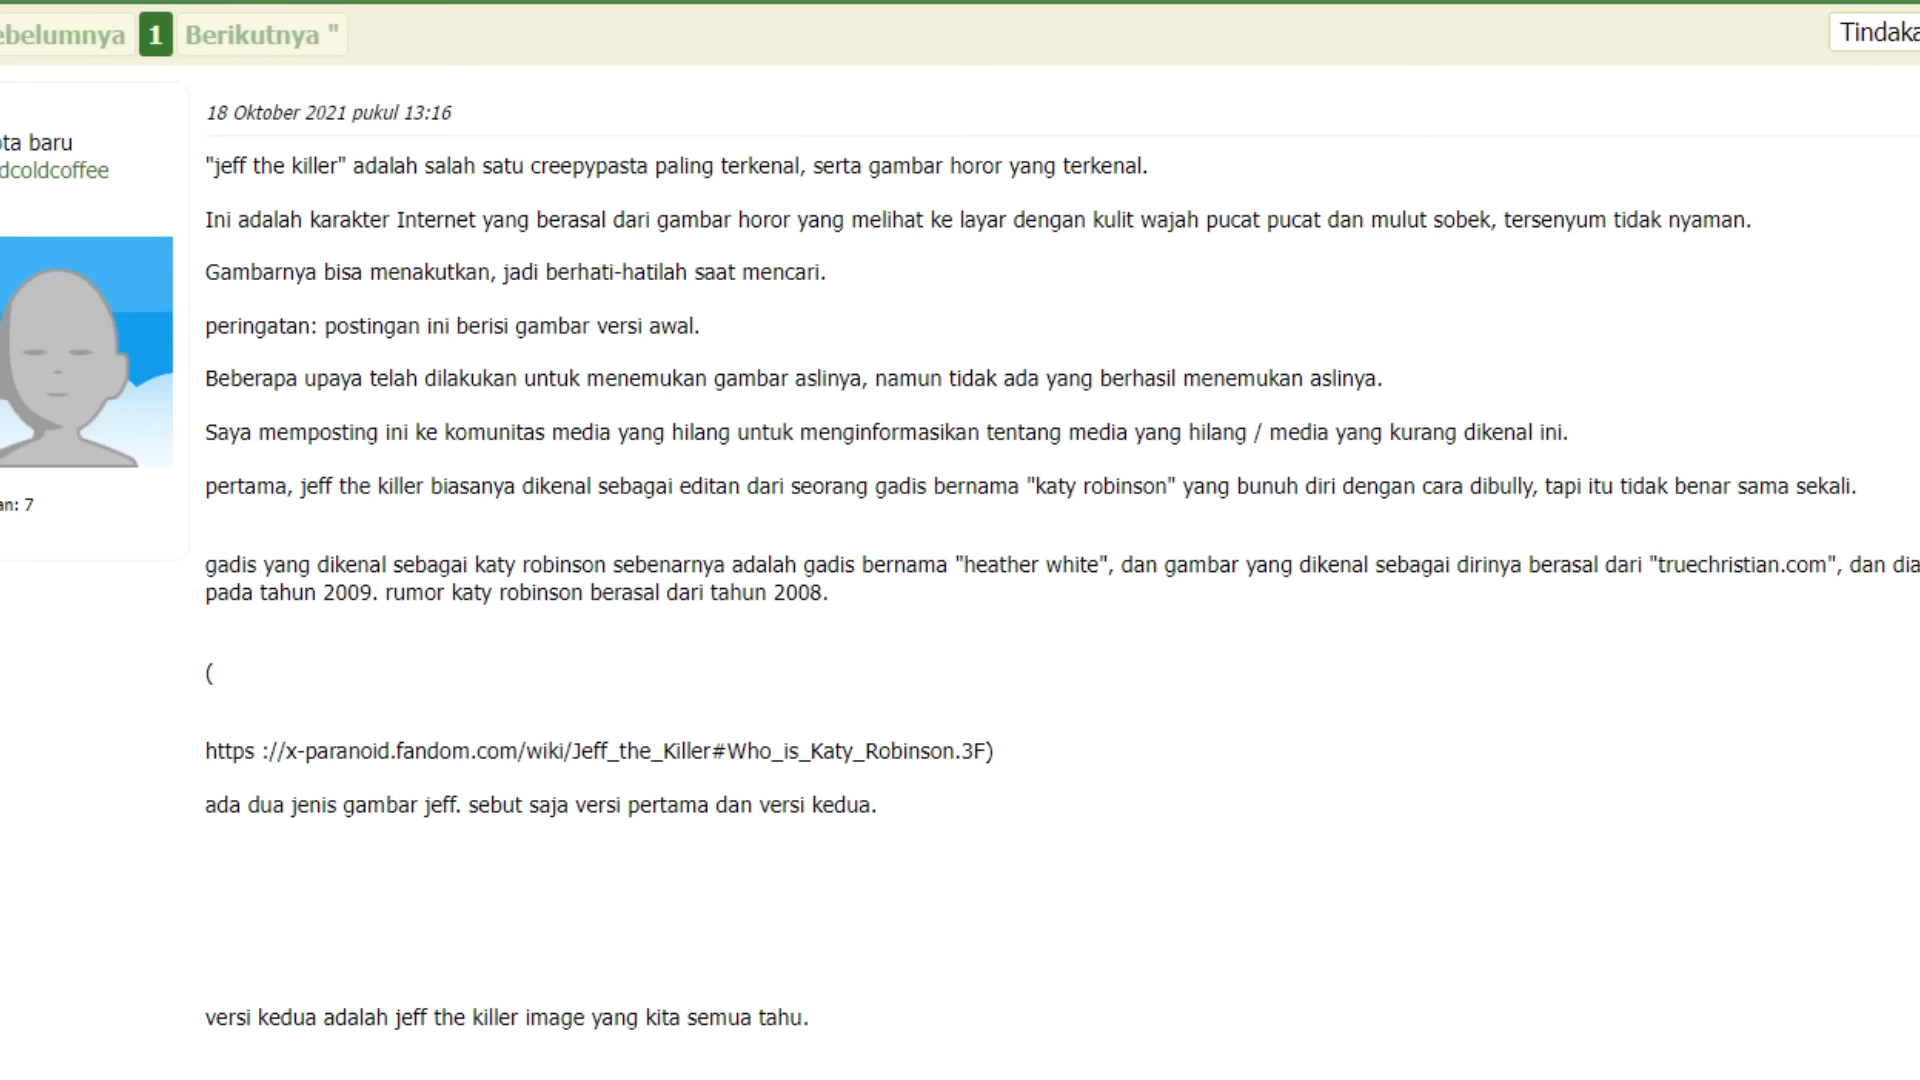 1 Berikutnya "
18 Oktober 2021 pukul 13:16
baru
"jeff the killer" adalah salah satu creepypasta paling terkenal, serta gambar horor yang terkenal.
Ini adalah karakter Internet yang berasal dari gambar horor yang melihat ke layar dengan kulit wajah pucat pucat dan mulut sobek, tersenyum tidak nyaman.
Gambarnya bisa menakutkan, jadi berhati-hatilah saat mencari.
peringatan: postingan ini berisi gambar versi awal.
Beberapa upaya telah dilakukan untuk menemukan gambar aslinya, namun tidak ada yang berhasil menemukan aslinya.
Saya memposting ini ke komunitas media yang hilang untuk menginformasikan tentang media yang hilang / media yang kurang dikenal ini.
pertama, jeff the killer biasanya dikenal sebagai editan dari seorang gadis bernama "katy robinson" yang bunuh diri dengan cara dibully, tapi itu tidak benar sama sekali.
7
gadis yang dikenal sebagai katy robinson sebenarnya adalah gadis bernama "heather white", dan gambar yang dikenal sebagai dirinya berasal dari "truechristian.com", dan dia
pada tahun 2009. rumor katy robinson berasal dari tahun 2008.
(
https ://x-paranoid.fandom.com/wiki/Jeff_the_Killer#Who_is_Katy_Robinson.3F)
ada dua jenis gambar jeff. sebut saja versi pertama dan versi kedua.
versi kedua adalah jeff the killer image yang kita semua tahu.